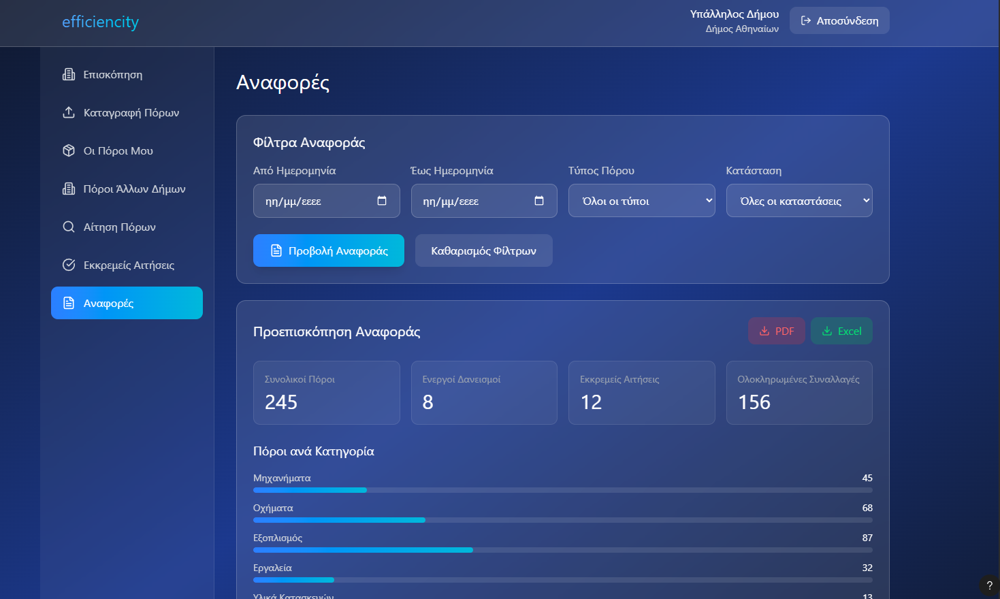 efficiencity
Υπάλληλος Δήμου
Δήμος Αθηναίων
Αποσύνδεση
Επισκόπηση
Καταγραφή Πόρων
Οι Πόροι Μου
Πόροι Άλλων Δήμων
Αίτηση Πόρων
Εκκρεμείς Αιτήσεις
Αναφορές
Αναφορές
Φίλτρα Αναφοράς
Από Ημερομηνία
Έως Ημερομηνία
Τύπος Πόρου
Κατάσταση
ηη/μμ/εεεε
ηη/μμ/εεεε
Όλοι οι τύποι
Όλες οι καταστάσεις
Προβολή Αναφοράς
Καθαρισμός Φίλτρων
Προεπισκόπηση Αναφοράς
PDF
Excel
Συνολικοί Πόροι
245
Ενεργοί Δανεισμοί
8
Εκκρεμείς Αιτήσεις
12
Ολοκληρωμένες Συναλλαγές
156
Πόροι ανά Κατηγορία
Μηχανήματα 45
Οχήματα 68
Εξοπλισμός 87
Εργαλεία 32
Υλικά Κατασκευών 13
?